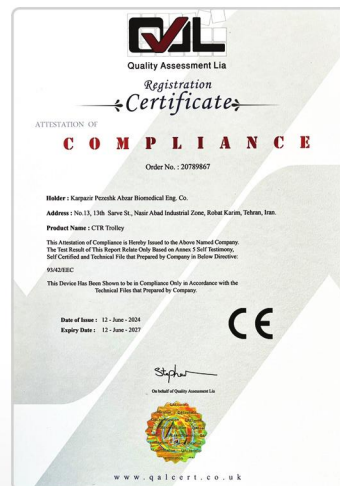 QAL
Quality Assessment Lia
Registration
Certificate
ATTESTATION OF
COMPLIANCE
Order No. : 20789867
Holder : Karpazir Pezeshk Abzar Biomedical Eng. Co.
Address : No.13, 13th Sarve St., Nasir Abad Industrial Zone, Robat Karim, Tehran, Iran.
Product Name : CTR Trolley
This Attestation of Compliance is Hereby Issued to the Above Named Company.
The Test Result of This Report Relate Only Based on Annex 5 Self Testimony,
Self Certified and Technical File that Prepared by Company in Below Directive:
93/42/EEC
This Device Has Been Shown to be in Compliance Only in Accordance with the
Technical Files that Prepared by Company.
Date of Issue : 12 - June - 2024
Expiry Date : 12 - June - 2027
CE
On behalf of Quality Assessment Lia
www.qalcert.co.uk